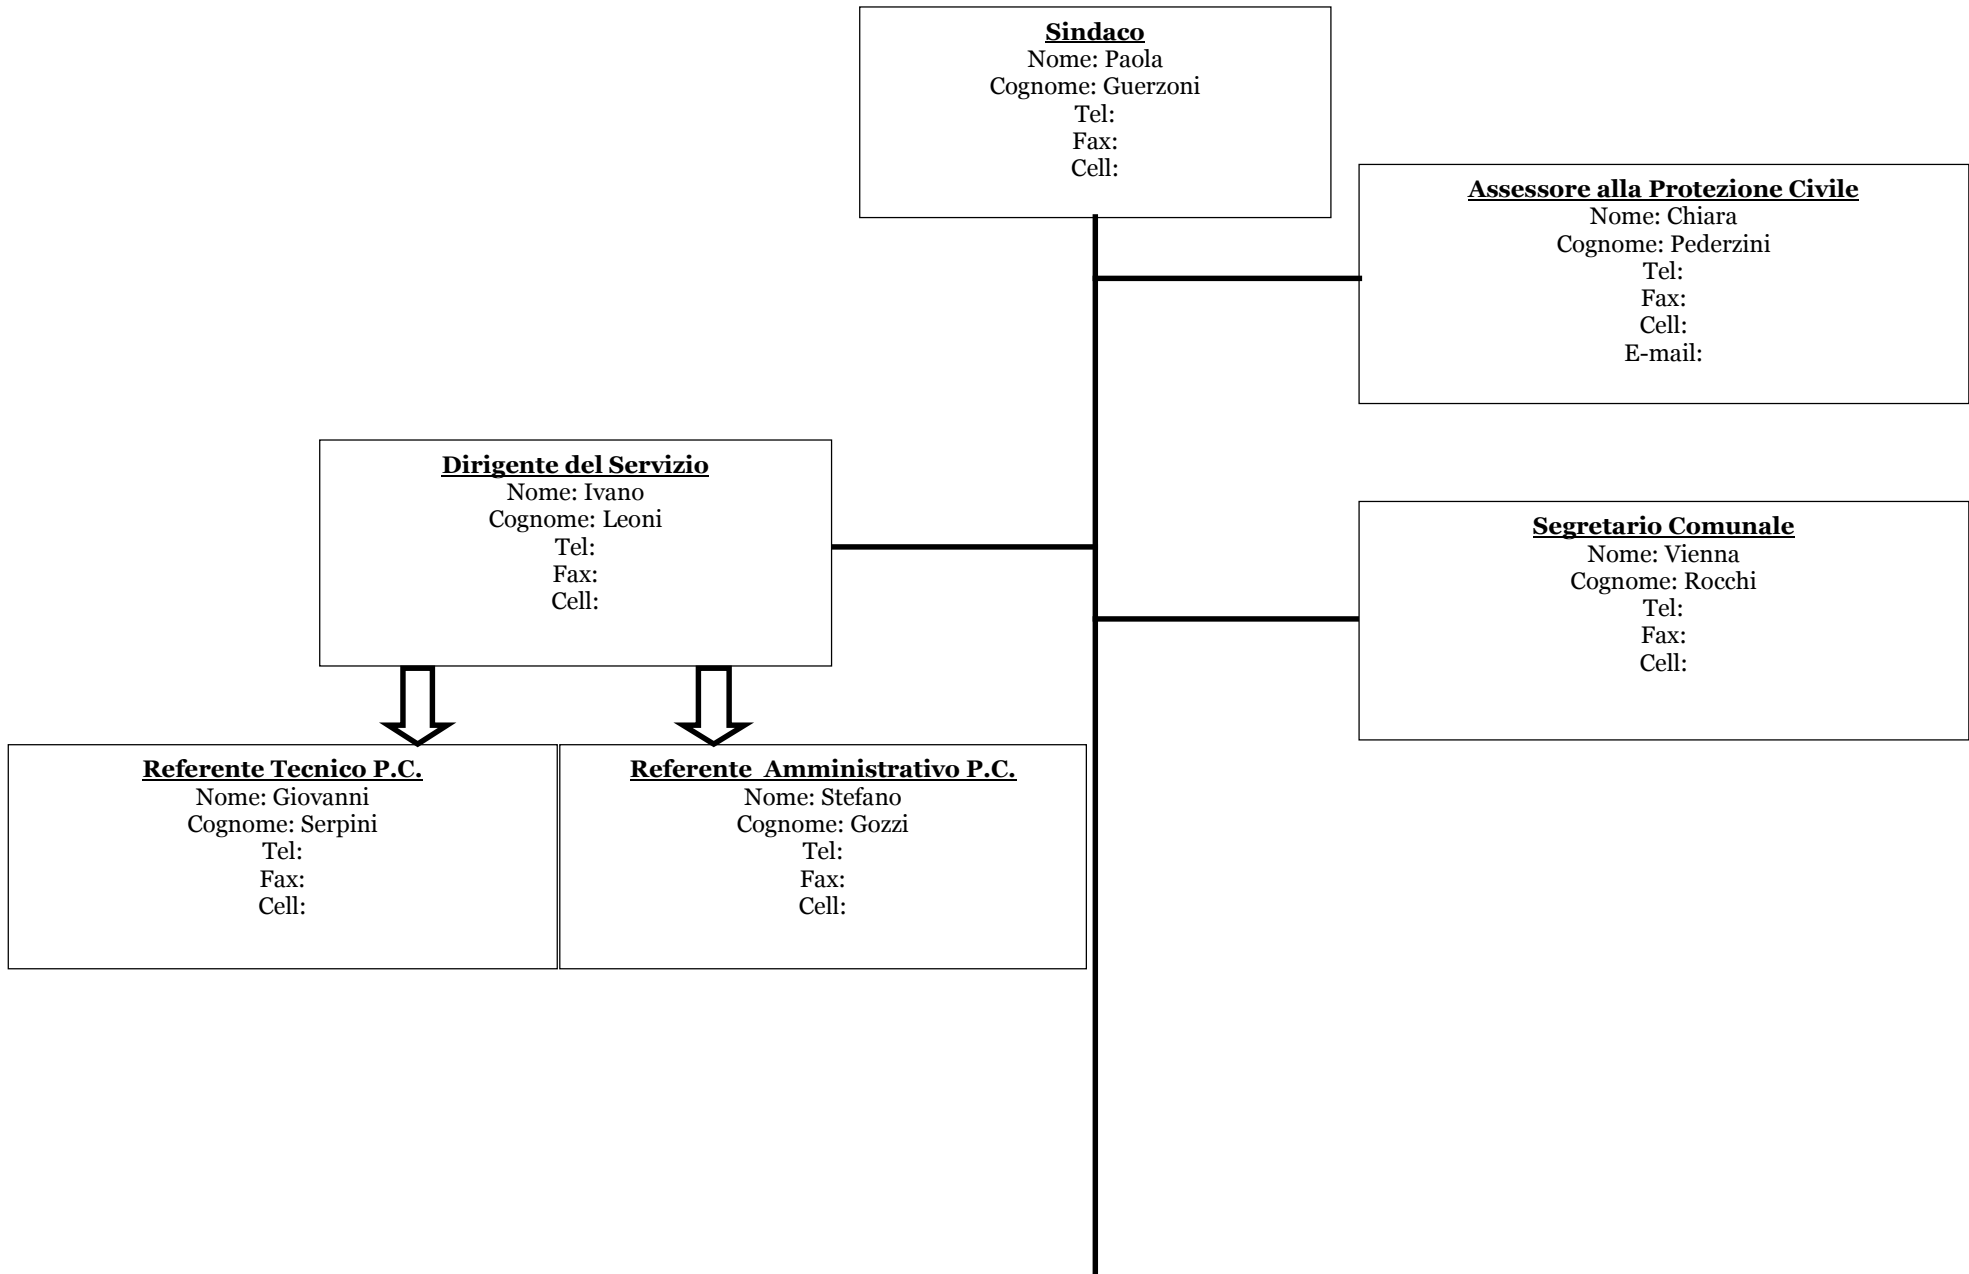 Sindaco
Nome: Paola
Cognome: Guerzoni
Tel:
Fax:
Cell:
Assessore alla Protezione Civile
Nome: Chiara
Cognome: Pederzini
Tel:
Fax:
Cell:
E-mail:
Dirigente del Servizio
Nome: Ivano
Cognome: Leoni
Tel:
Fax:
Cell:
Segretario Comunale
Nome: Vienna
Cognome: Rocchi
Tel:
Fax:
Cell:
Referente Tecnico P.C.
Nome: Giovanni
Cognome: Serpini
Tel:
Fax:
Cell:
Referente  Amministrativo P.C.
Nome: Stefano
Cognome: Gozzi
Tel:
Fax:
Cell: